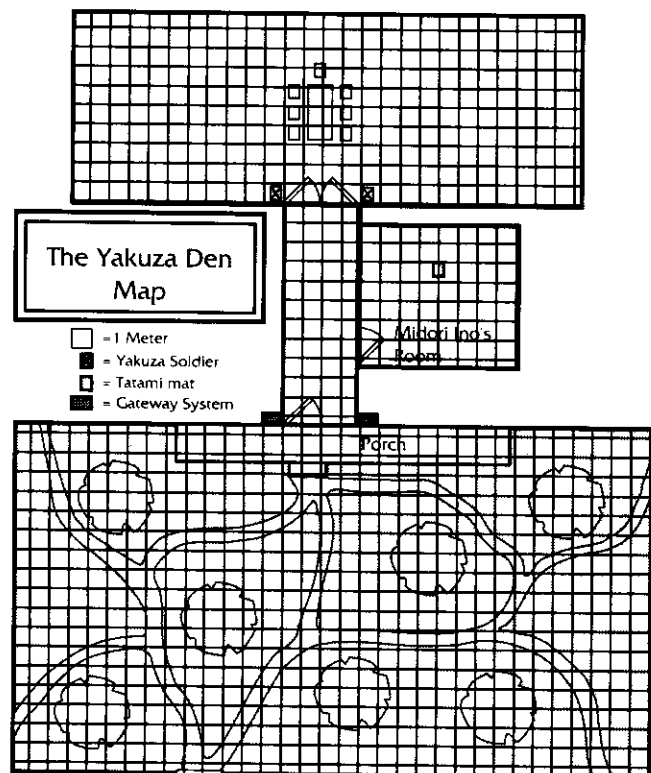 The Yakuza Den
Map
= 1 Meter
= Yakuza Soldier
= Tatami mat
= Gateway System
Midori Ino's
Room
Porch